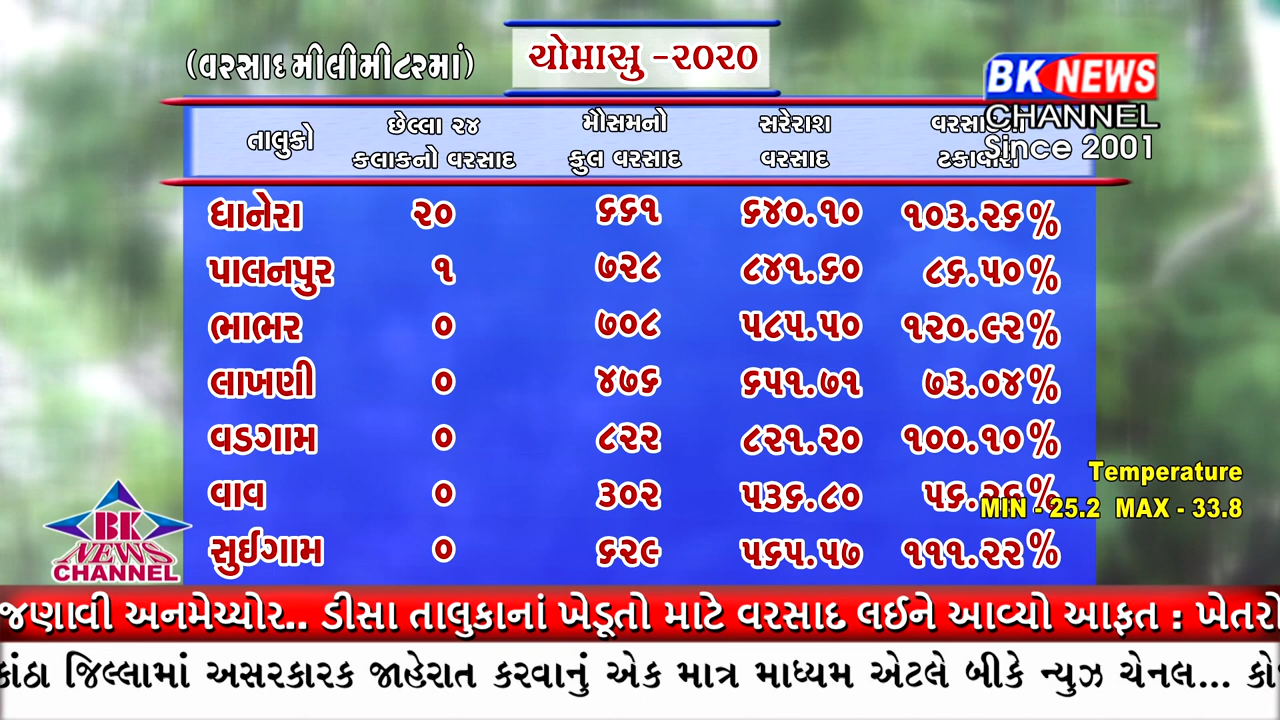 (વરસાદ મીલીમીટરમાં)
ચોમાસુ -૨૦૨૦
BK NEWS
CHANNEL
Since 2001
તાલુકો છેલ્લા ૨૪ કલાકનો વરસાદ મૌસમનો કુલ વરસાદ સરેરાશ વરસાદ
ધાનેરા ૨૦ ૬૬૧ ૬૪૦.૧૦ ૧૦૩.૨૬%
પાલનપુર ૧ ૭૨૮ ૮૪૧.૬૦ ૮૬.૫૦%
ભાભર ૦ ૭૦૮ ૫૮૫.૫૦ ૧૨૦.૯૨%
લાખણી ૦ ૪૭૬ ૬૫૧.૭૧ ૭૩.૦૪%
વડગામ ૦ ૮૨૨ ૮૨૧.૨૦ ૧૦૦.૧૦%
વાવ ૦ ૩૦૨ ૫૩૬.૮૦ ૫૬.૨૬%
સુઈગામ ૦ ૬૨૯ ૫૬૫.૫૭ ૧૧૧.૨૨%
Temperature
MIN - 25.2 MAX - 33.8
BK
NEWS
CHANNEL
જણાવી અનમેચ્યોર.. ડીસા તાલુકાનાં ખેડૂતો માટે વરસાદ લઈને આવ્યો આફત : ખેતરો
કાંઠા જિલ્લામાં અસરકારક જાહેરાત કરવાનું એક માત્ર માધ્યમ એટલે બીકે ન્યુઝ ચેનલ... કો